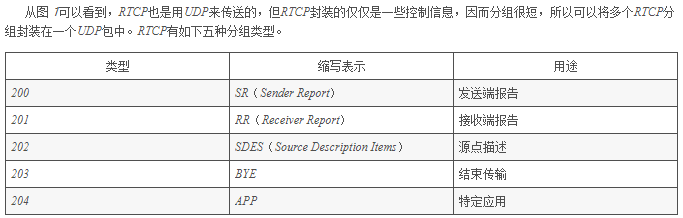 从图1可以看到，RTCP也是用UDP来传送的，但RTCP封装的仅仅是一些控制信息，因而分组很短，所以可以将多个RTCP分
组封装在一个UDP包中。RTCP有如下五种分组类型。
类型 缩写表示 用途
200 SR（Sender Report） 发送端报告
201 RR（Receiver Report） 接收端报告
202 SDES（Source Description Items） 源点描述
203 BYE 结束传输
204 APP 特定应用